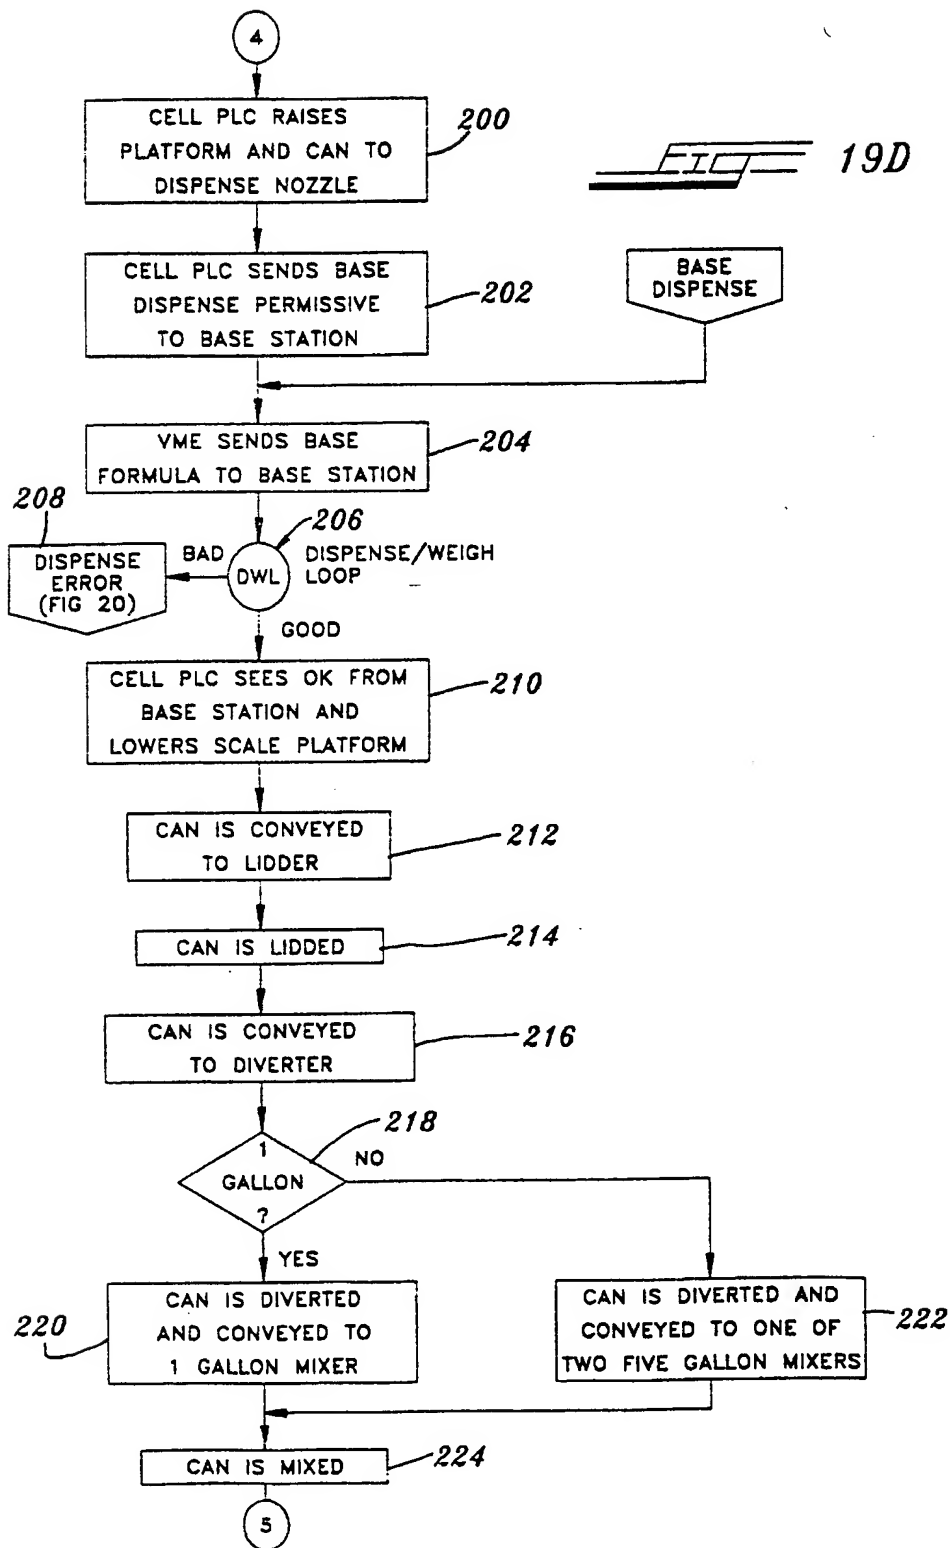 4
CELL PLC RAISES
PLATFORM AND CAN TO
DISPENSE NOZZLE
200
FIG 19D
CELL PLC SENDS BASE
DISPENSE PERMISSIVE
TO BASE STATION
202
BASE
DISPENSE
VME SENDS BASE
FORMULA TO BASE STATION
204
208
DISPENSE
ERROR
(FIG 20)
BAD
206
DWL
DISPENSE/WEIGH
LOOP
GOOD
CELL PLC SEES OK FROM
BASE STATION AND
LOWERS SCALE PLATFORM
210
CAN IS CONVEYED
TO LIDDER
212
CAN IS LIDDED
214
CAN IS CONVEYED
TO DIVERTER
216
218
1
GALLON
?
NO
YES
220
CAN IS DIVERTED
AND CONVEYED TO
1 GALLON MIXER
CAN IS DIVERTED AND
CONVEYED TO ONE OF
TWO FIVE GALLON MIXERS
222
CAN IS MIXED
224
5